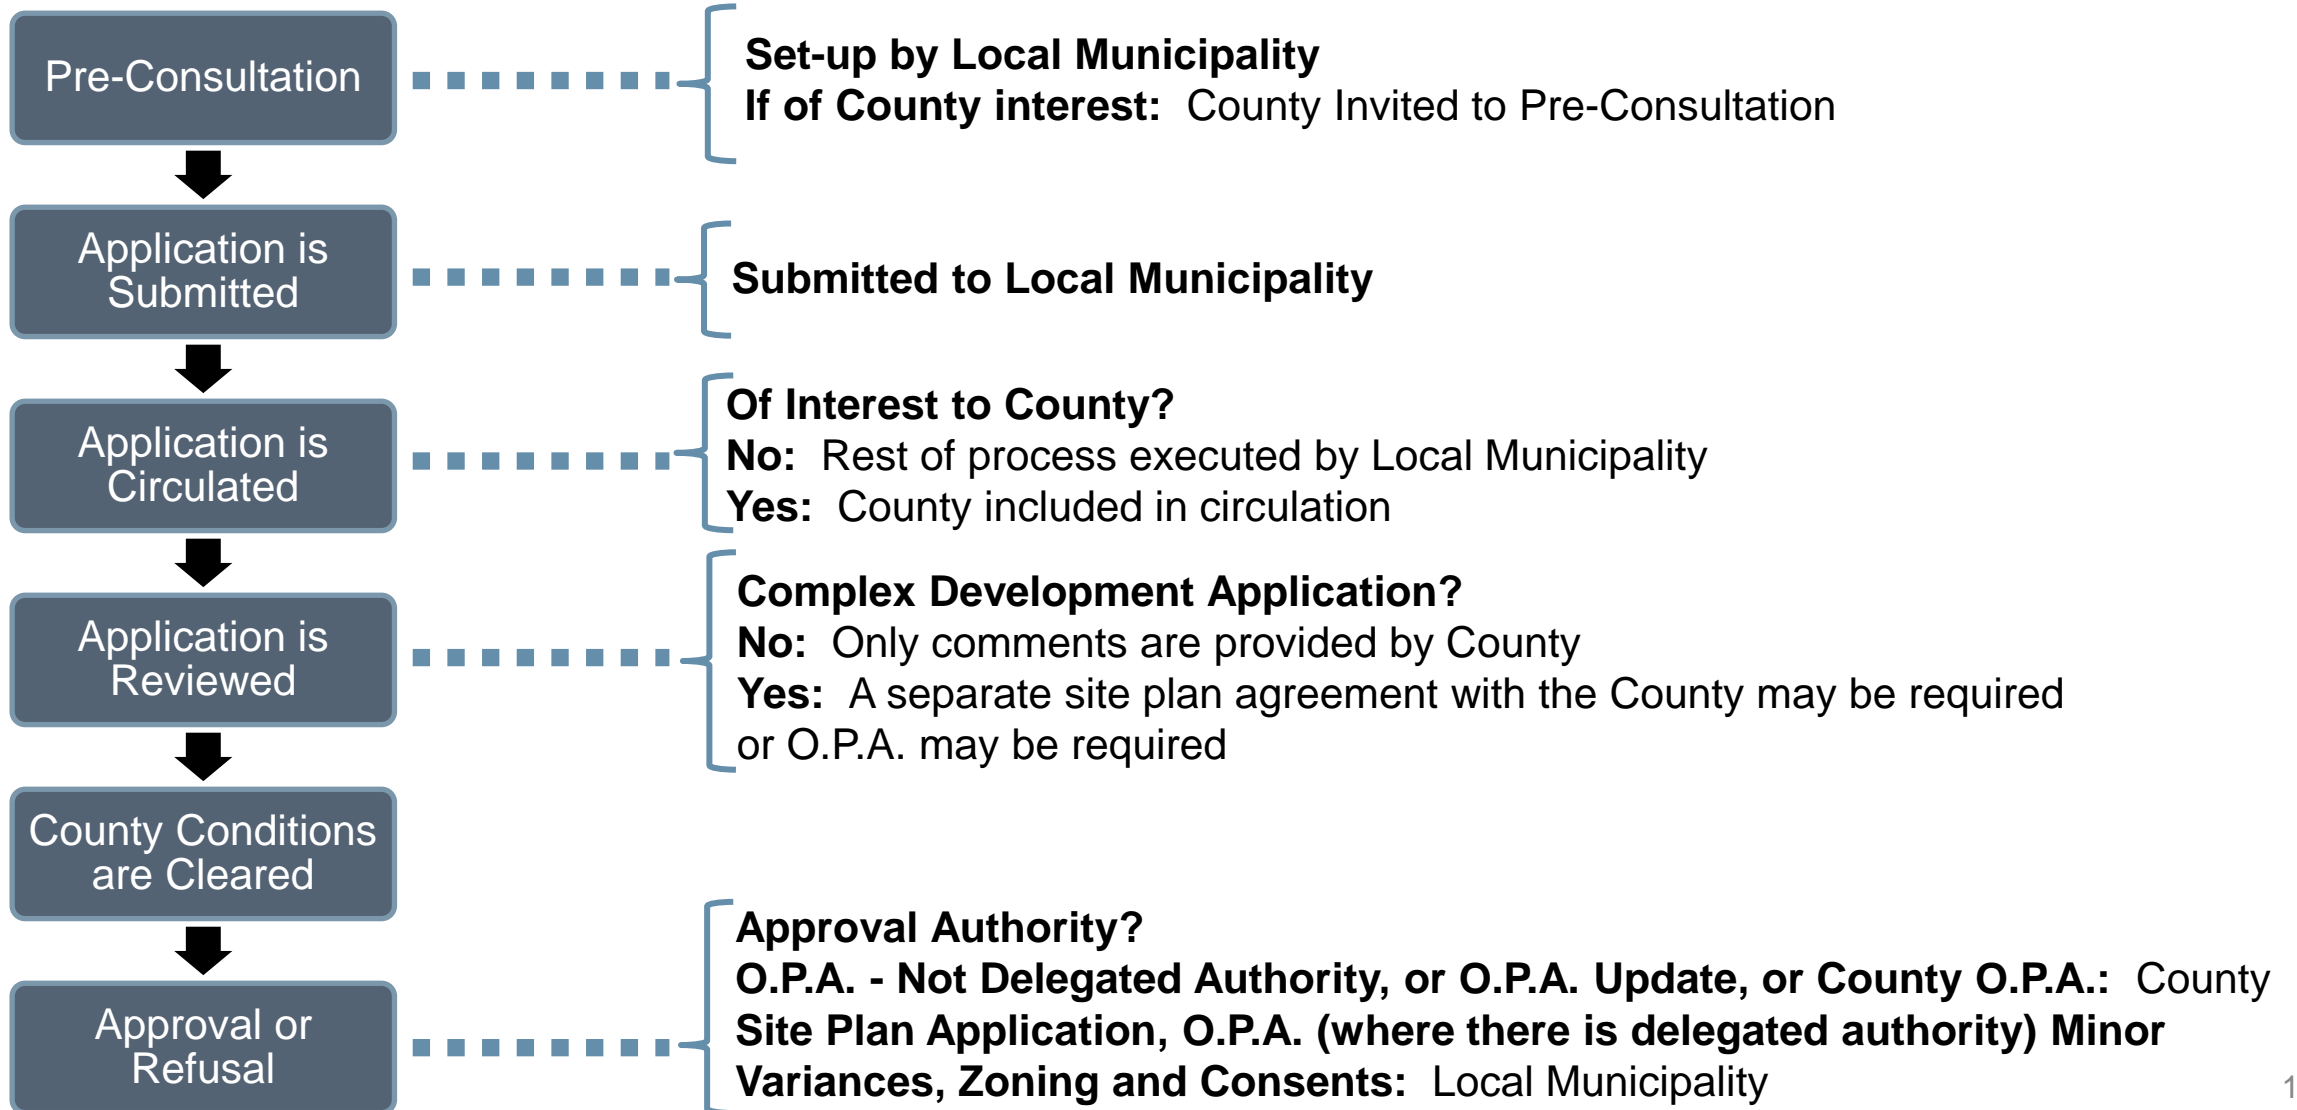 Pre-Consultation
Set-up by Local Municipality
If of County interest: County Invited to Pre-Consultation
Application is
Submitted
Submitted to Local Municipality
Application is
Circulated
Of Interest to County?
No: Rest of process executed by Local Municipality
Yes: County included in circulation
Application is
Reviewed
Complex Development Application?
No: Only comments are provided by County
Yes: A separate site plan agreement with the County may be required
or O.P.A. may be required
County Conditions
are Cleared
Approval or
Refusal
Approval Authority?
O.P.A. - Not Delegated Authority, or O.P.A. Update, or County O.P.A.: County
Site Plan Application, O.P.A. (where there is delegated authority) Minor
Variances, Zoning and Consents: Local Municipality
1